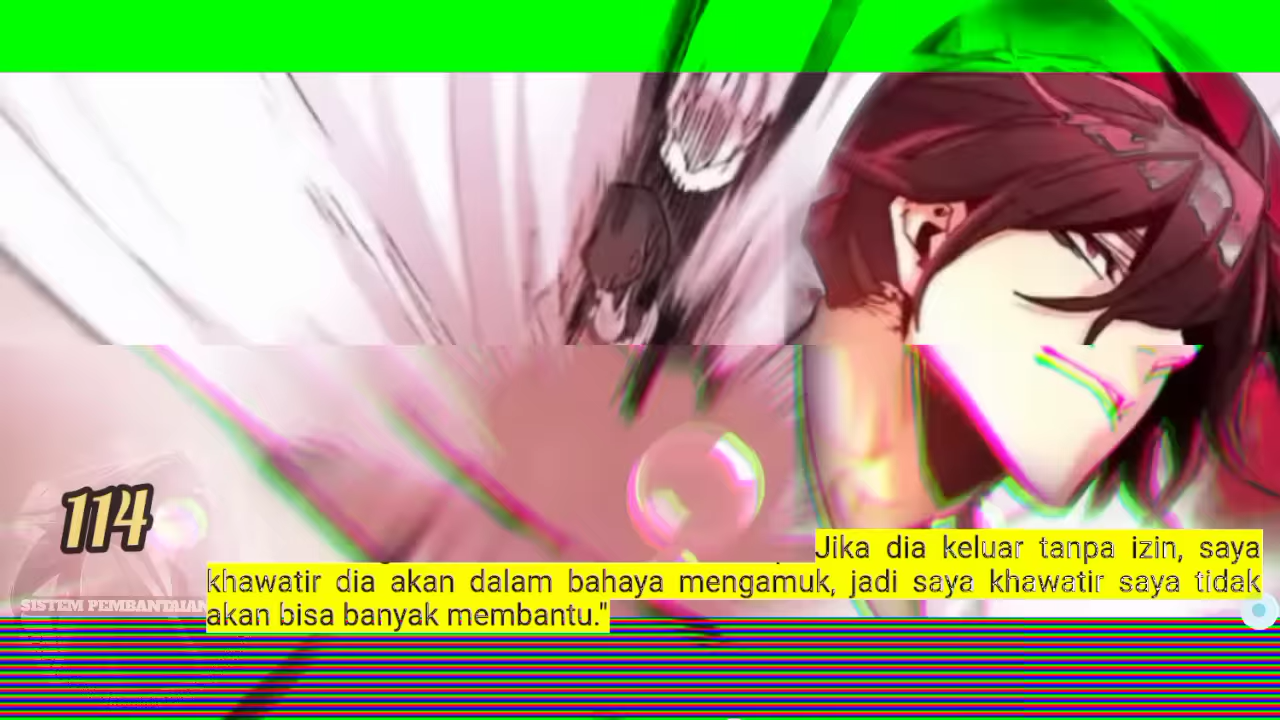 114
Jika dia keluar tanpa izin, saya
khawatir dia akan dalam bahaya mengamuk, jadi saya khawatir saya tidak
akan bisa banyak membantu."
SISTEM PEMBANTAIAN